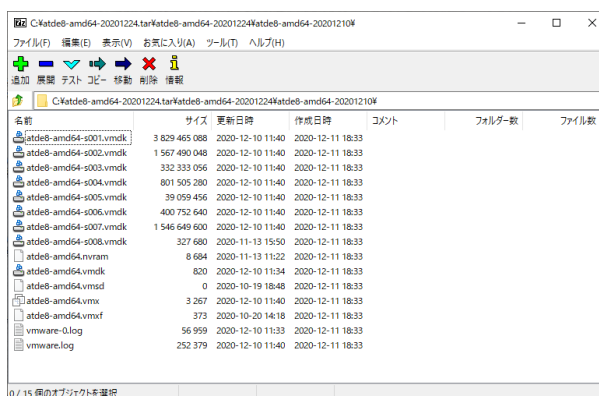 7z C:¥atde8-amd64-20201224.tar¥atde8-amd64-20201224¥atde8-amd64-20201210¥
ファイル(F) 編集(E) 表示(V) お気に入り(A) ツール(T) ヘルプ(H)
追加 展開 テスト コピー 移動 削除 情報
C:¥atde8-amd64-20201224.tar¥atde8-amd64-20201224¥atde8-amd64-20201210¥
名前 サイズ 更新日時 作成日時 コメント フォルダー数 ファイル数
atde8-amd64-s001.vmdk 3 829 465 088 2020-12-10 11:40 2020-12-11 18:33
atde8-amd64-s002.vmdk 1 567 490 048 2020-12-10 11:40 2020-12-11 18:33
atde8-amd64-s003.vmdk 332 333 056 2020-12-10 11:40 2020-12-11 18:33
atde8-amd64-s004.vmdk 801 505 280 2020-12-10 11:40 2020-12-11 18:33
atde8-amd64-s005.vmdk 39 059 456 2020-12-10 11:40 2020-12-11 18:33
atde8-amd64-s006.vmdk 400 752 640 2020-12-10 11:40 2020-12-11 18:33
atde8-amd64-s007.vmdk 1 546 649 600 2020-12-10 11:40 2020-12-11 18:33
atde8-amd64-s008.vmdk 327 680 2020-11-13 15:50 2020-12-11 18:33
atde8-amd64.nvram 8 684 2020-11-13 11:22 2020-12-11 18:33
atde8-amd64.vmdk 820 2020-12-10 11:34 2020-12-11 18:33
atde8-amd64.vmsd 0 2020-10-19 18:48 2020-12-11 18:33
atde8-amd64.vmx 3 267 2020-12-10 11:40 2020-12-11 18:33
atde8-amd64.vmxf 373 2020-10-20 14:18 2020-12-11 18:33
vmware-0.log 56 959 2020-12-10 11:33 2020-12-11 18:33
vmware.log 252 379 2020-12-10 11:40 2020-12-11 18:33
0 / 15 個のオブジェクトを選択